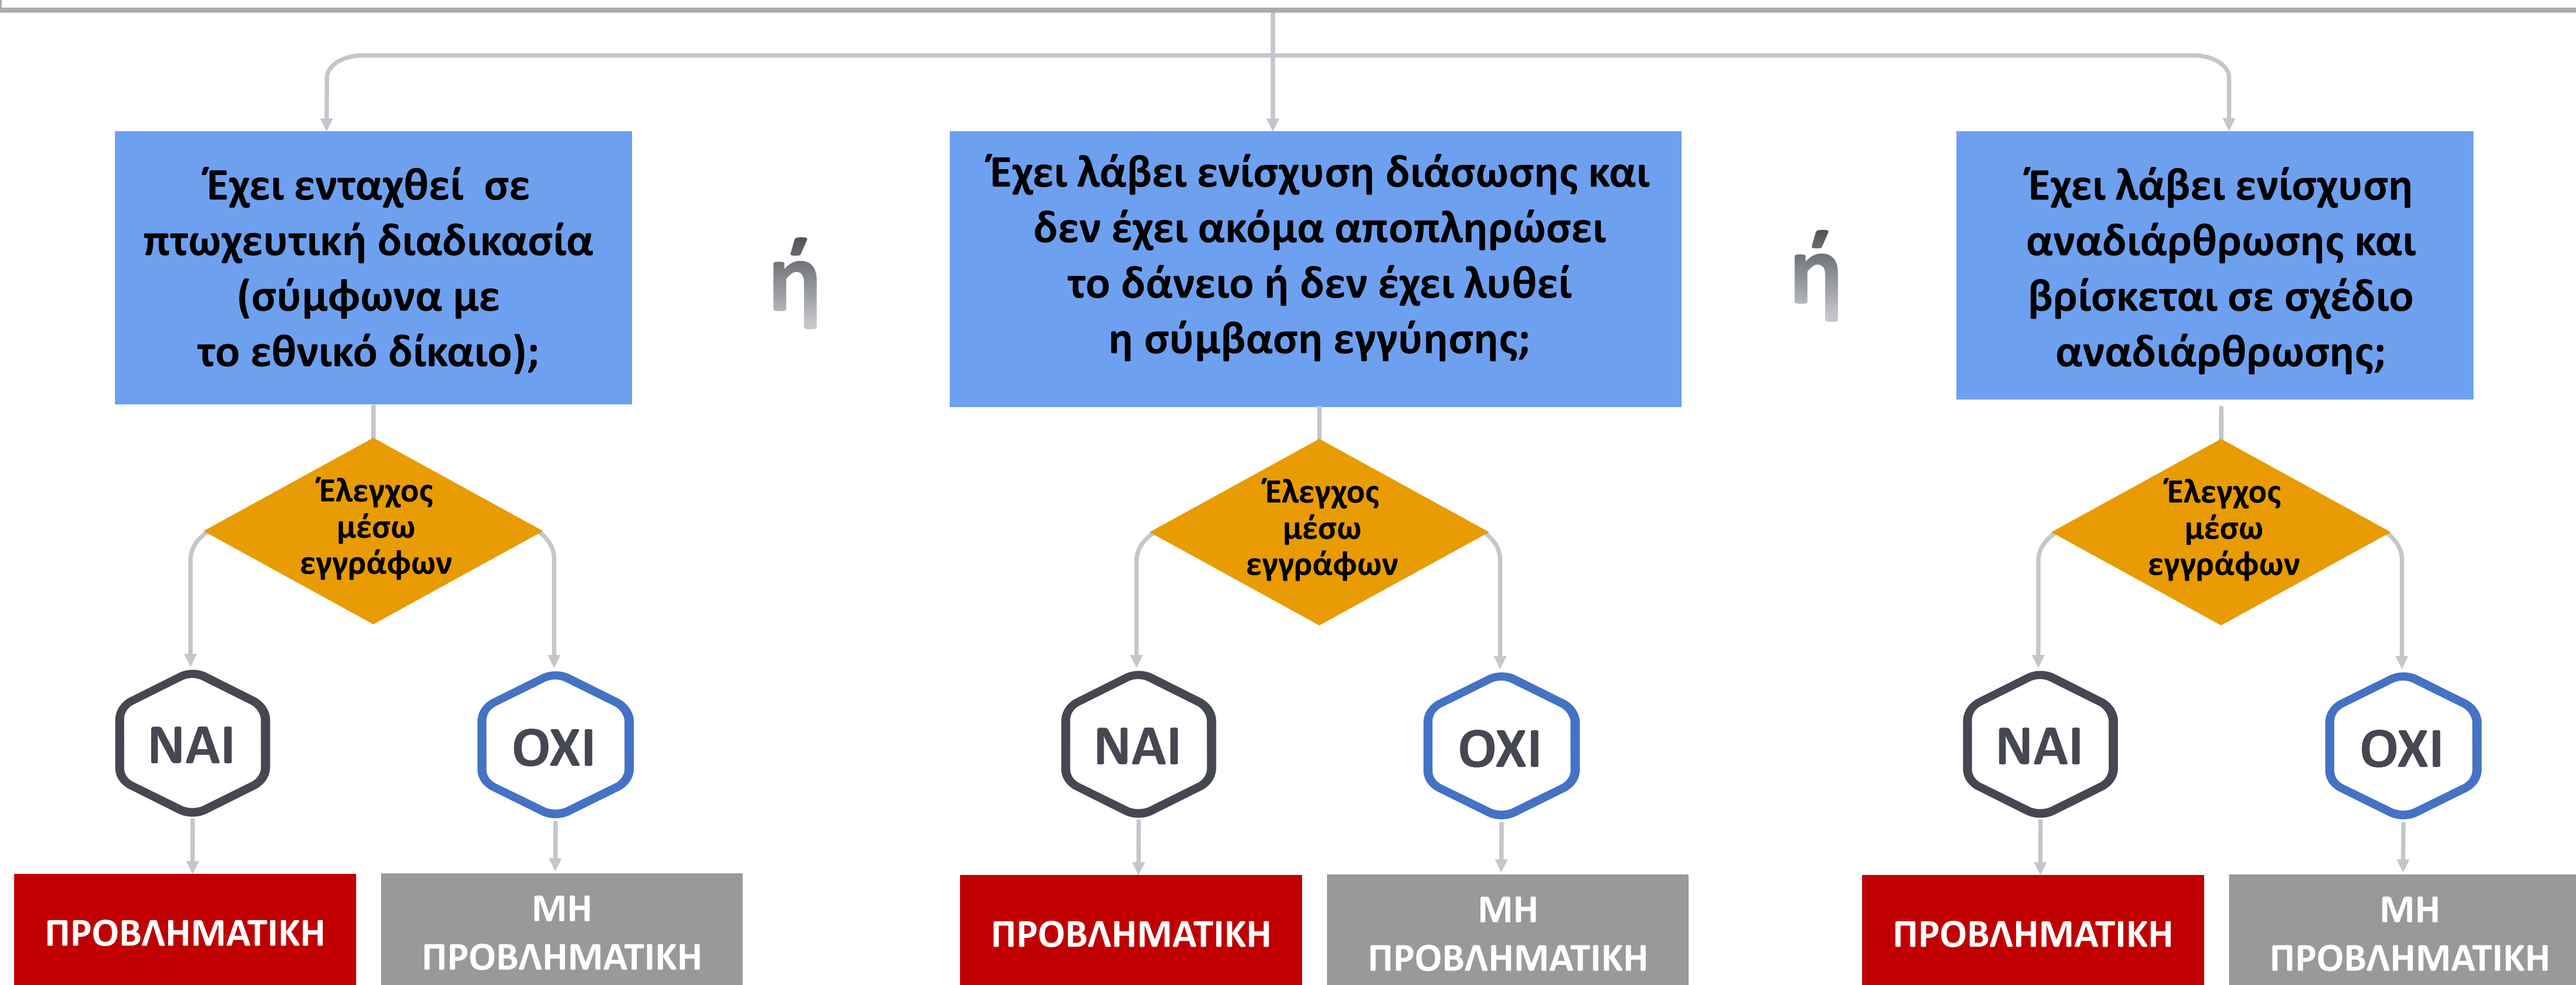 Έχει ενταχθεί σε
πτωχευτική διαδικασία
(σύμφωνα με
το εθνικό δίκαιο);
ή
Έχει λάβει ενίσχυση διάσωσης και
δεν έχει ακόμα αποπληρώσει
το δάνειο ή δεν έχει λυθεί
η σύμβαση εγγύησης;
ή
Έχει λάβει ενίσχυση
αναδιάρθρωσης και
βρίσκεται σε σχέδιο
αναδιάρθρωσης;
Έλεγχος
μέσω
εγγράφων
Έλεγχος
μέσω
εγγράφων
Έλεγχος
μέσω
εγγράφων
ΝΑΙ
ΟΧΙ
ΝΑΙ
ΟΧΙ
ΝΑΙ
ΟΧΙ
ΠΡΟΒΛΗΜΑΤΙΚΗ
ΜΗ
ΠΡΟΒΛΗΜΑΤΙΚΗ
ΠΡΟΒΛΗΜΑΤΙΚΗ
ΜΗ
ΠΡΟΒΛΗΜΑΤΙΚΗ
ΠΡΟΒΛΗΜΑΤΙΚΗ
ΜΗ
ΠΡΟΒΛΗΜΑΤΙΚΗ